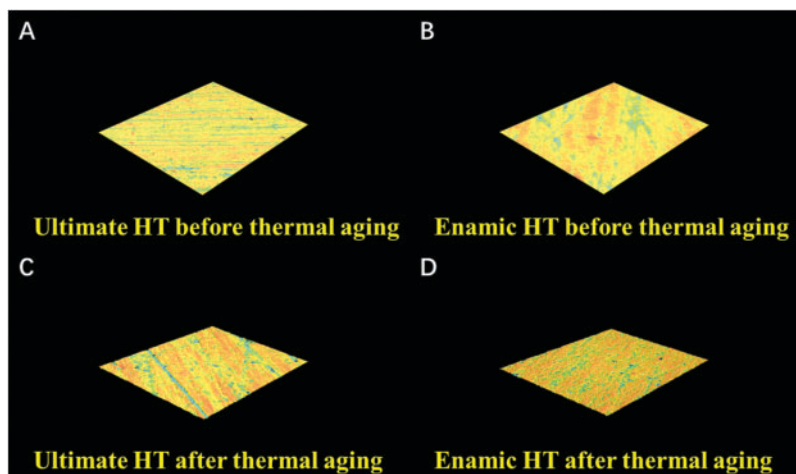 A
B
Ultimate HT before thermal aging
Enamic HT before thermal aging
C
D
Ultimate HT after thermal aging
Enamic HT after thermal aging